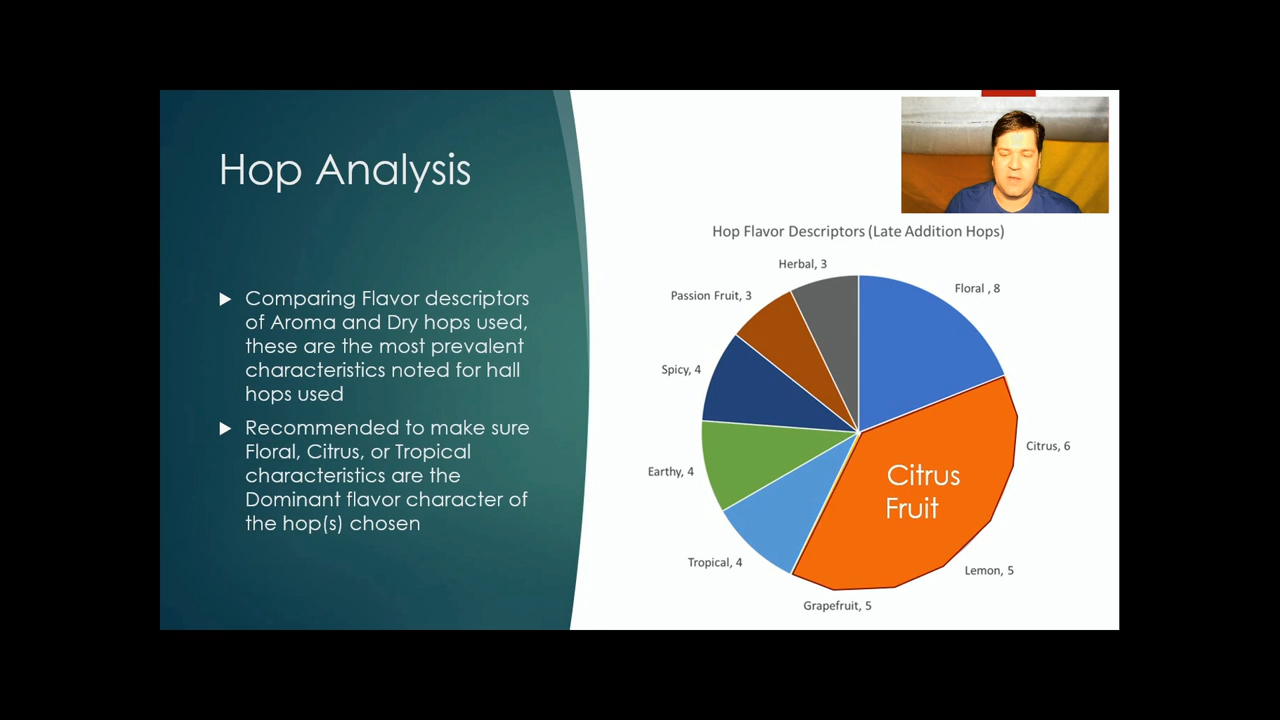 Hop Analysis
Comparing Flavor descriptors
of Aroma and Dry hops used,
these are the most prevalent
characteristics noted for hall
hops used
Recommended to make sure
Floral, Citrus, or Tropical
characteristics are the
Dominant flavor character of
the hop(s) chosen
Hop Flavor Descriptors (Late Addition Hops)
Herbal, 3
Floral , 8
Passion Fruit, 3
Spicy, 4
Citrus, 6
Earthy, 4
Citrus
Fruit
Tropical, 4
Lemon, 5
Grapefruit, 5